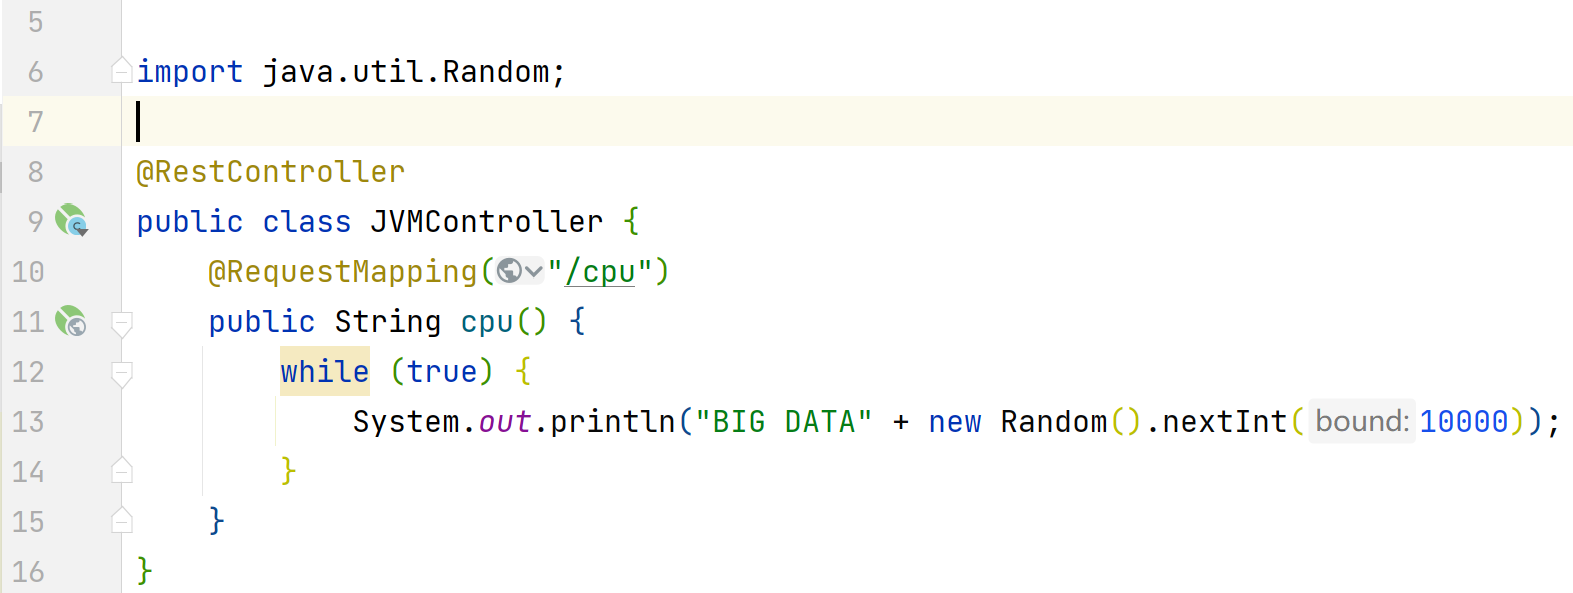 5
6 import java.util.Random;
7
8 @RestController
9 public class JVMController {
10 @RequestMapping("/cpu")
11 public String cpu() {
12 while (true) {
13 System.out.println("BIG DATA" + new Random().nextInt( bound: 10000));
14 }
15 }
16 }